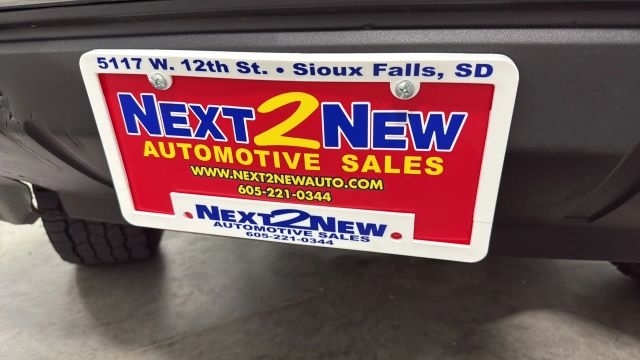 5117 W. 12th St. • Sioux Falls, SD
NEXT2NEW
AUTOMOTIVE SALES
WWW.NEXT2NEWAUTO.COM
605-221-0344
NEXT2NEW
AUTOMOTIVE SALES
605-221-0344